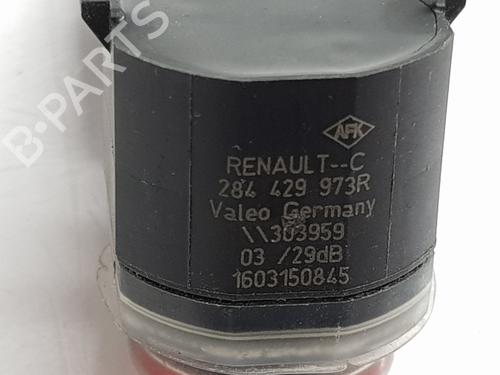 B-PARTS
AFK
RENAULT--C
284 429 973R
Valeo Germany
\\303959
03 /29dB
1603150845